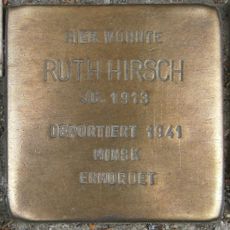 HIER WOHNTE
RUTH HIRSCH
JG. 1913
DEPORTIERT 1941
MINSK
ERMORDET